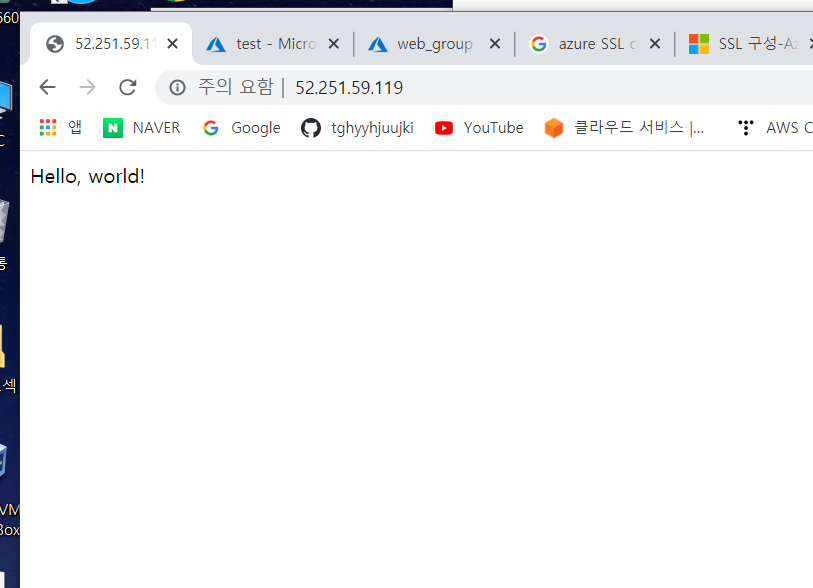 660
52.251.59.11
test - Micro
web_group
azure SSL c
SSL 구성-Az
주의 요함 | 52.251.59.119
앱
NAVER
Google
tghyyhjuujki
YouTube
클라우드 서비스 |...
AWS C
Hello, world!
C
통
섹
VM
Box